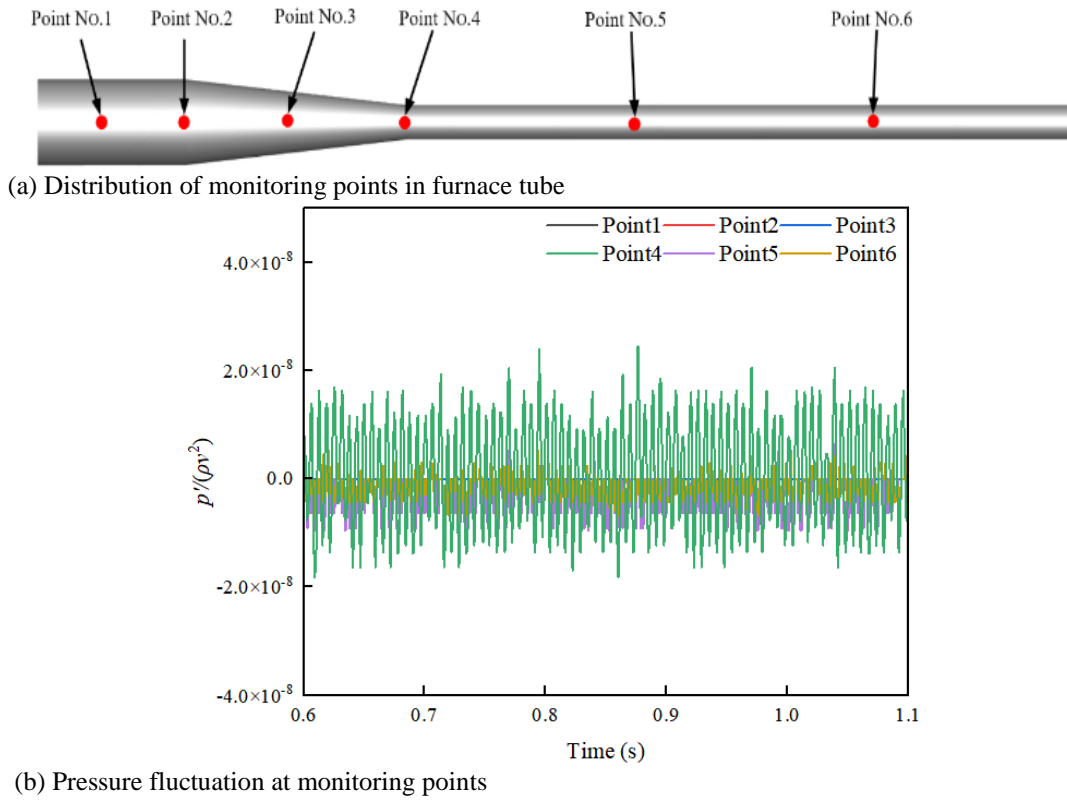 Point No.1 Point No.2 Point No.3 Point No.4 Point No.5 Point No.6
(a) Distribution of monitoring points in furnace tube
Point1 Point2 Point3
Point4 Point5 Point6
4.0×10⁻⁸
2.0×10⁻⁸
0.0
-2.0×10⁻⁸
-4.0×10⁻⁸
p'/(ρv²)
0.6 0.7 0.8 0.9 1.0 1.1
Time (s)
(b) Pressure fluctuation at monitoring points